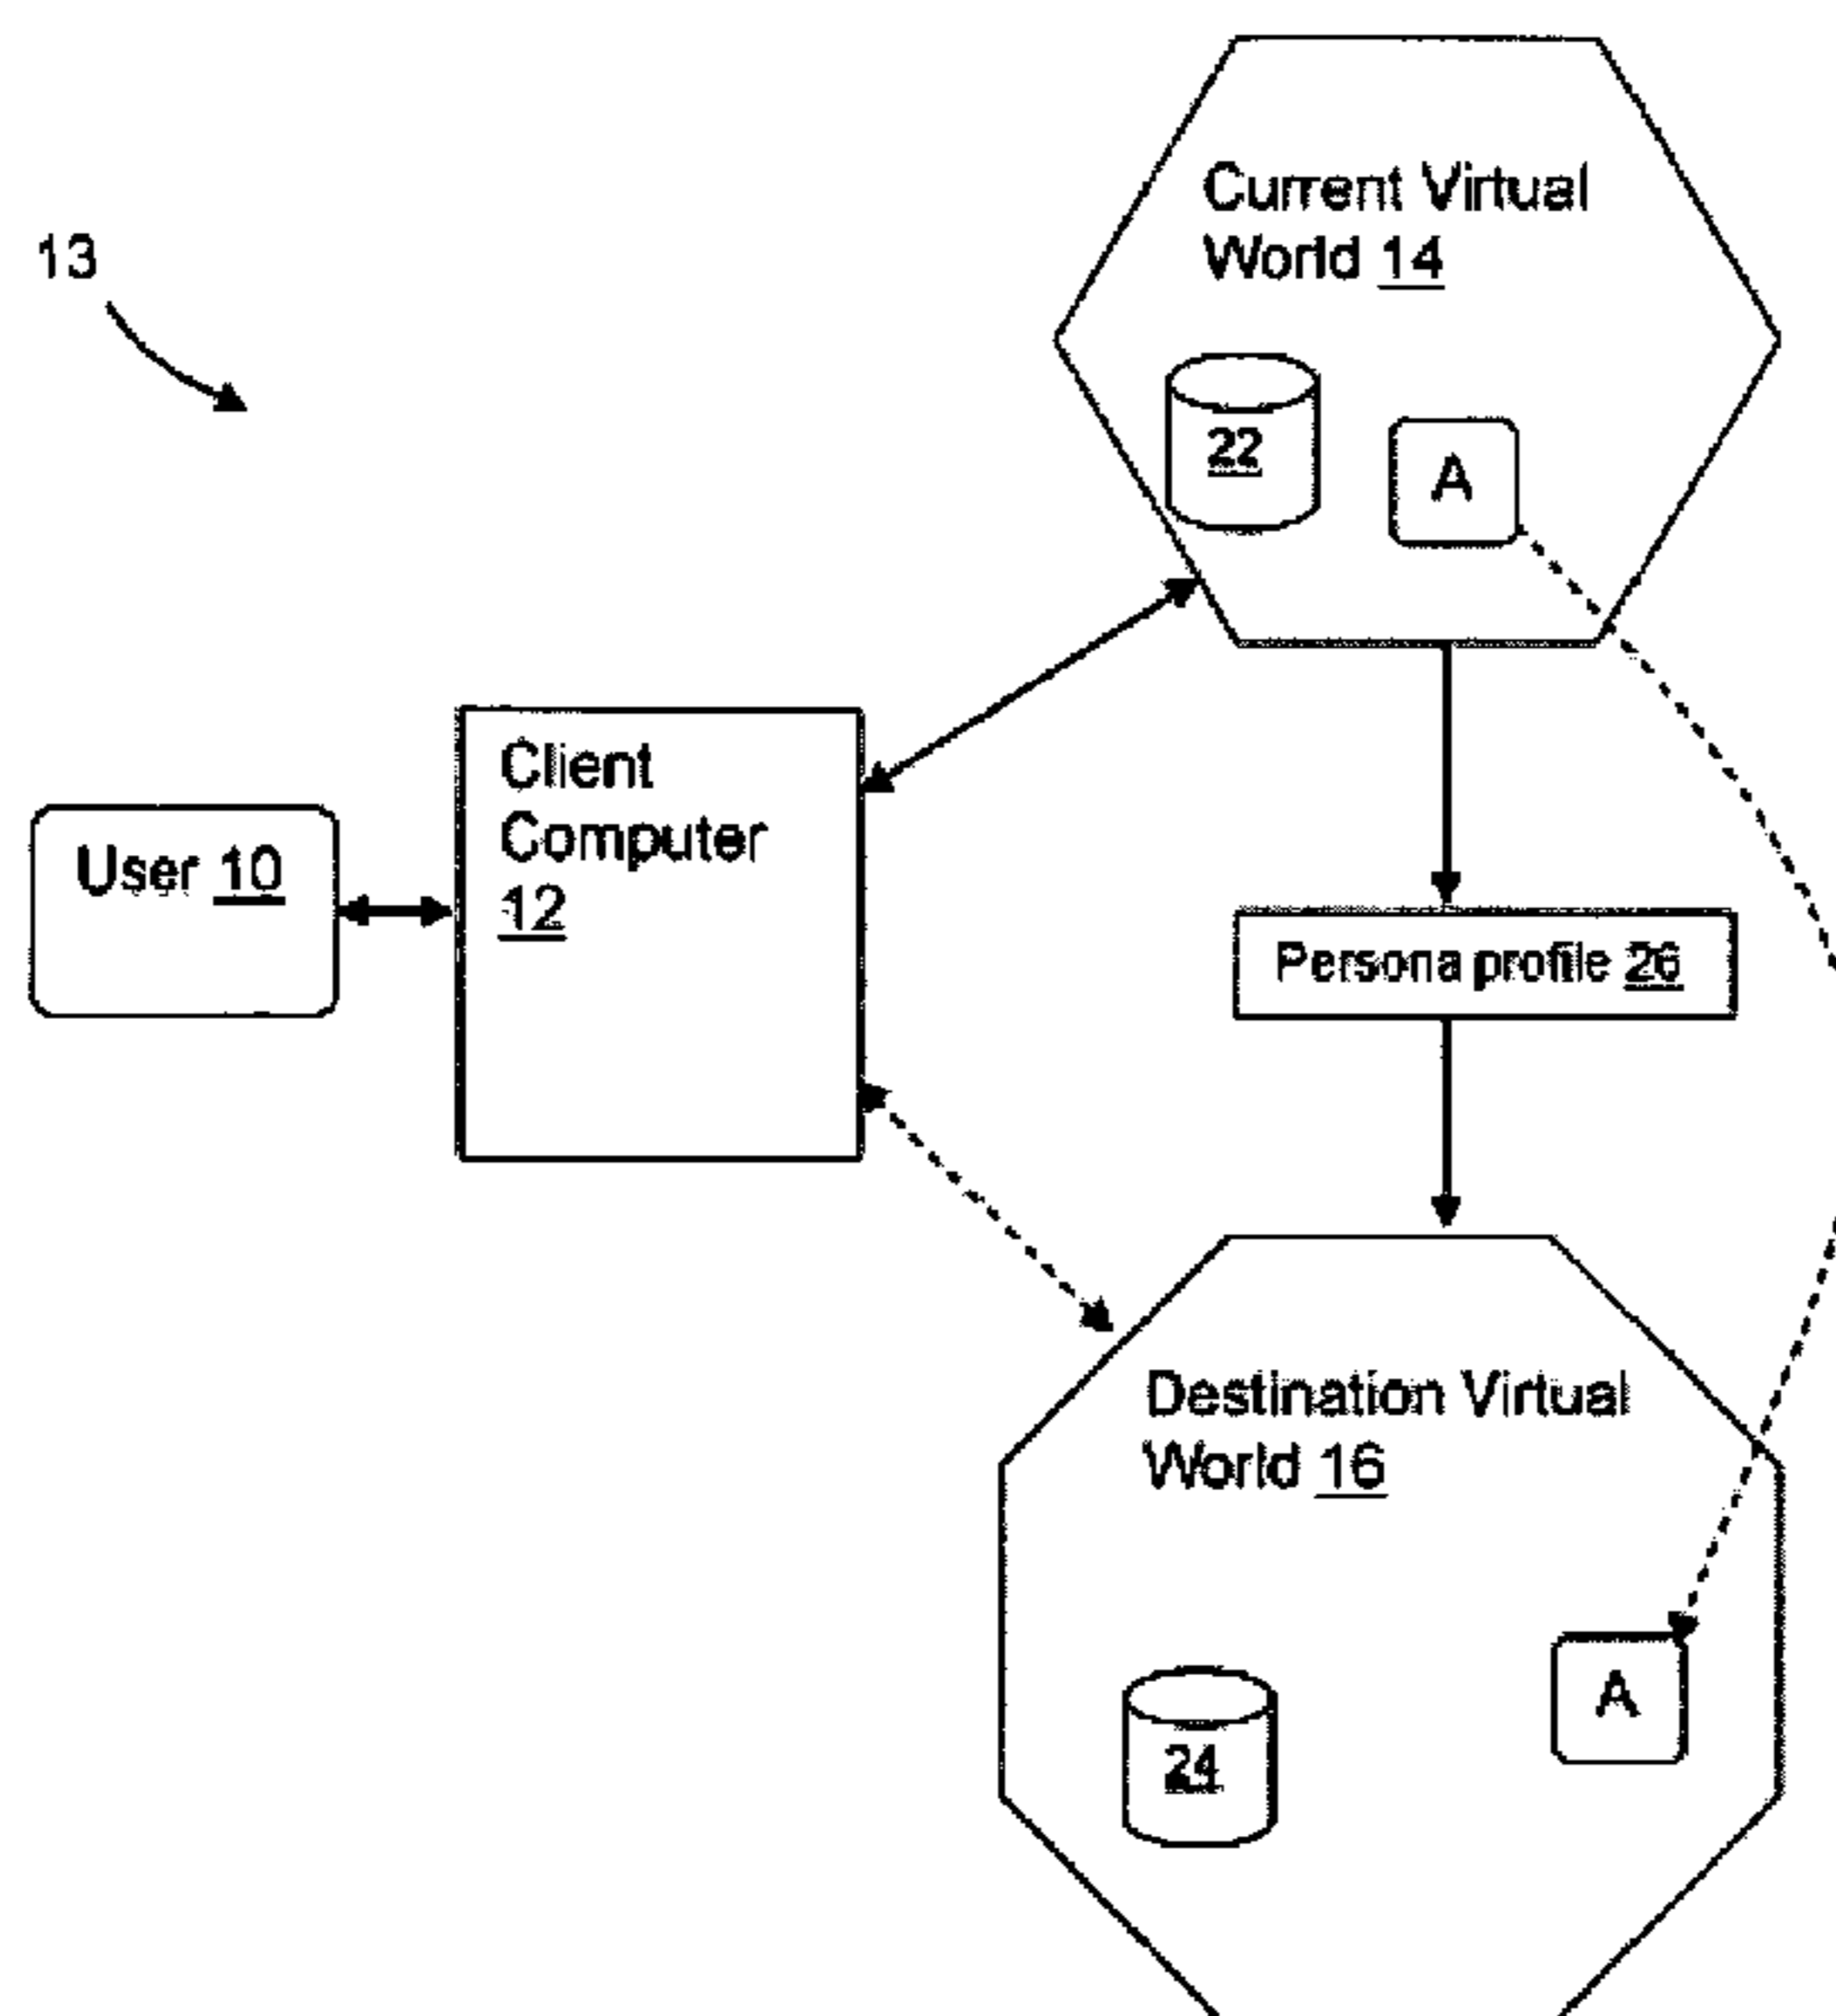 13
Current Virtual
World 14
22
A
Client
Computer
12
User 10
Persona profile 26
Destination Virtual
World 16
A
24